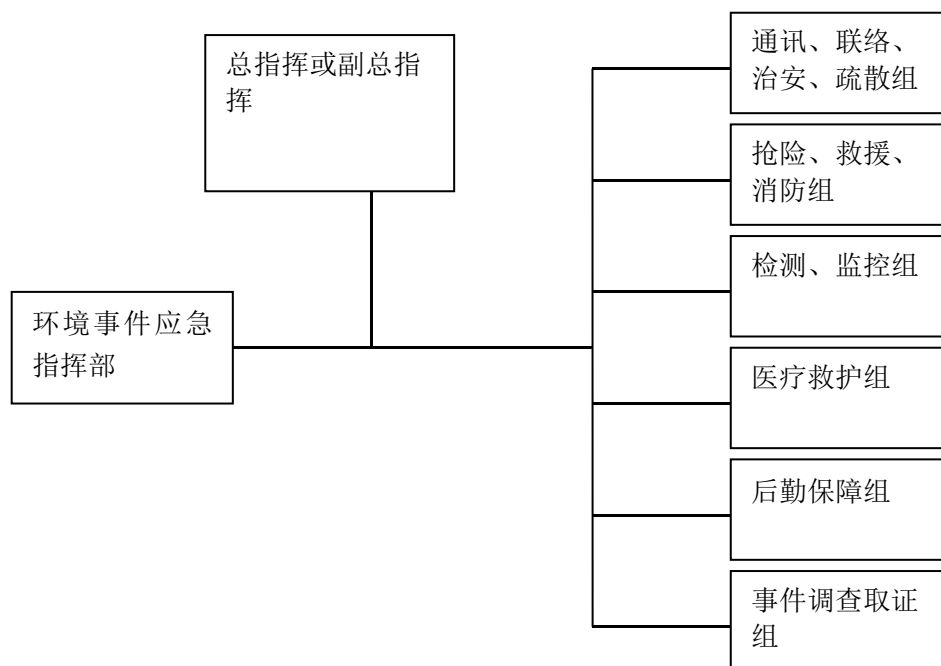 总指挥或副总指
挥
环境事件应急
指挥部
通讯、联络、
治安、疏散组
抢险、救援、
消防组
检测、监控组
医疗救护组
后勤保障组
事件调查取证
组